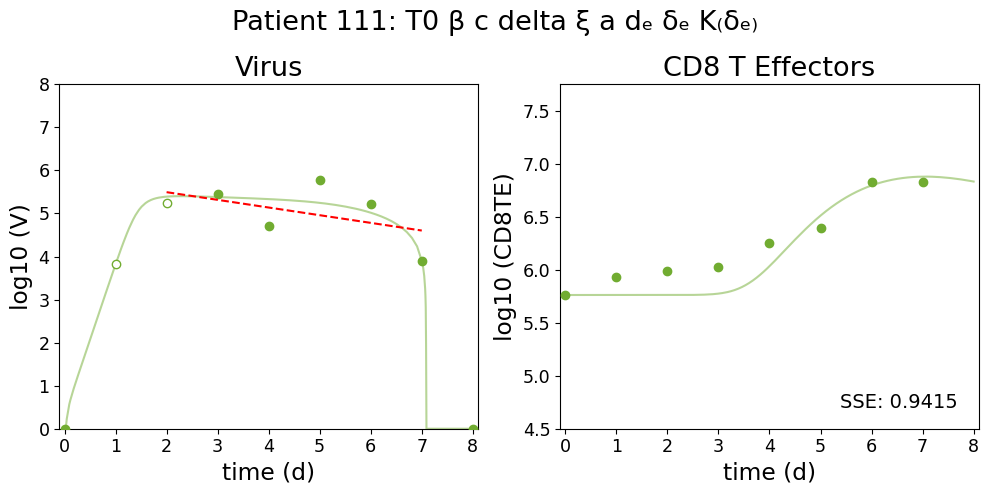 Patient 111: T0 β c delta ξ a dₑ δₑ K₍δₑ₎
Virus
CD8 T Effectors
log10 (V)
8
7
6
5
4
3
2
1
0
0 1 2 3 4 5 6 7 8
time (d)
log10 (CD8TE)
7.5
7.0
6.5
6.0
5.5
5.0
4.5
SSE: 0.9415
0 1 2 3 4 5 6 7 8
time (d)